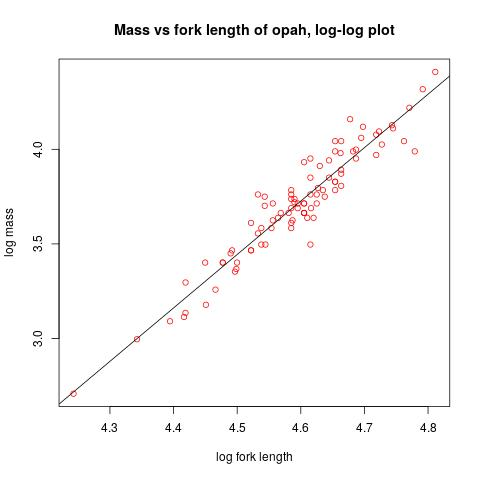 Mass vs fork length of opah, log-log plot
log mass
4.0
3.5
3.0
4.3 4.4 4.5 4.6 4.7 4.8
log fork length